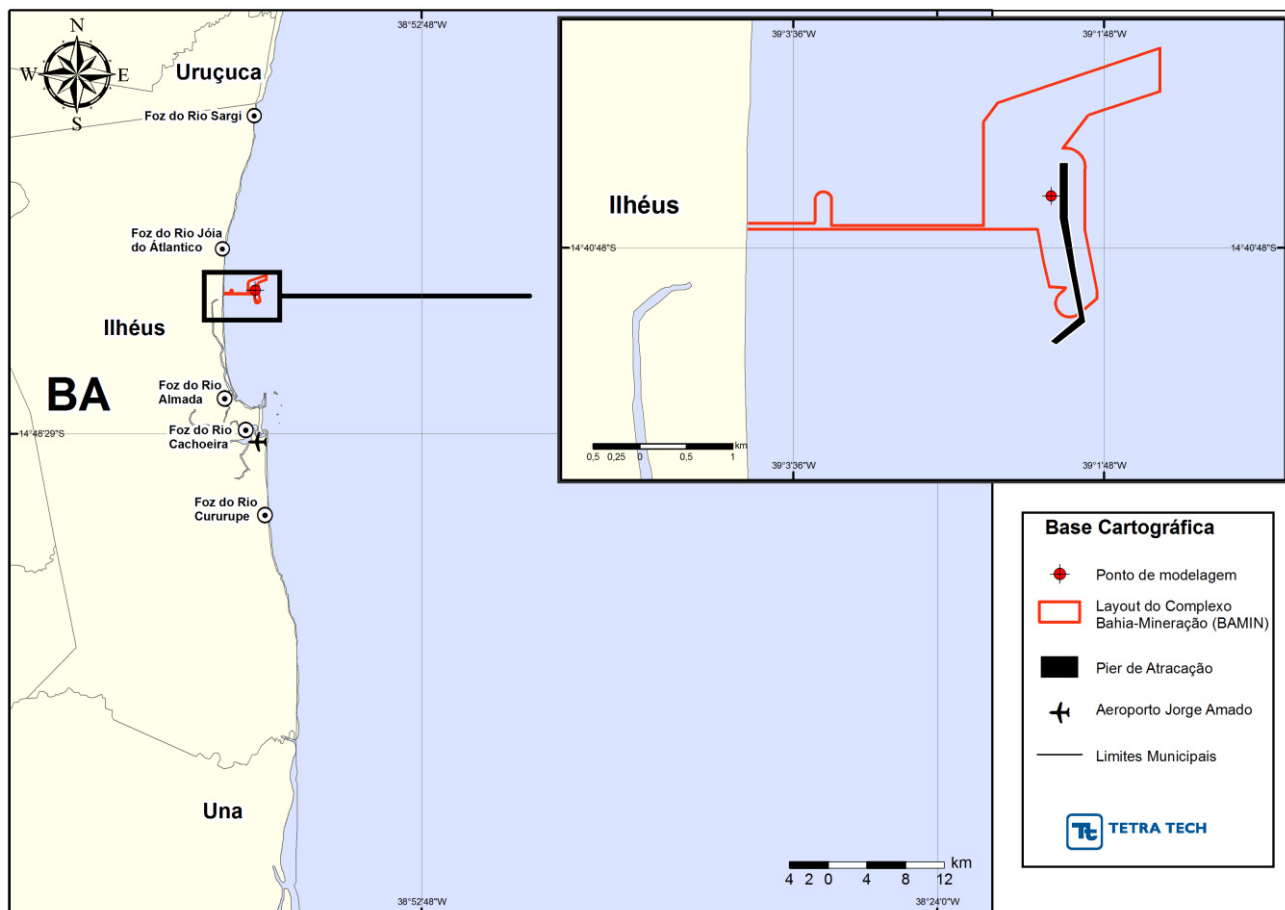 38°52'48"W
N
W
E
S
Uruçuca
Foz do Rio Sargi
Foz do Rio Jóia
do Átlantico
Ilhéus
BA
Foz do Rio
Almada
Foz do Rio
Cachoeira
14°48'29"S
Foz do Rio
Cururupe
Una
km
4 2 0 4 8 12
38°52'48"W
38°24'0"W
39°3'36"W
39°1'48"W
Ilhéus
14°40'48"S
14°40'48"S
km
0,5 0,25 0 0,5 1
39°3'36"W
39°1'48"W
Base Cartográfica
Ponto de modelagem
Layout do Complexo
Bahia-Mineração (BAMIN)
Pier de Atracação
Aeroporto Jorge Amado
Limites Municipais
Tt TETRA TECH